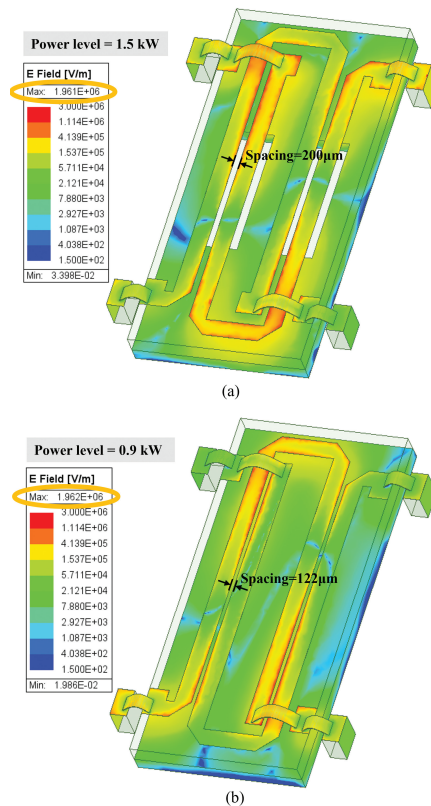 Power level = 1.5 kW
E Field [V/m]
Max: 1.961E+06
3.000E+06
1.114E+06
4.139E+05
1.537E+05
5.711E+04
2.121E+04
7.880E+03
2.927E+03
1.087E+03
4.038E+02
1.500E+02
Min: 3.398E-02
Spacing=200μm
(a)
Power level = 0.9 kW
E Field [V/m]
Max: 1.962E+06
3.000E+06
1.114E+06
4.139E+05
1.537E+05
5.711E+04
2.121E+04
7.880E+03
2.927E+03
1.087E+03
4.038E+02
1.500E+02
Min: 1.986E-02
Spacing=122μm
(b)